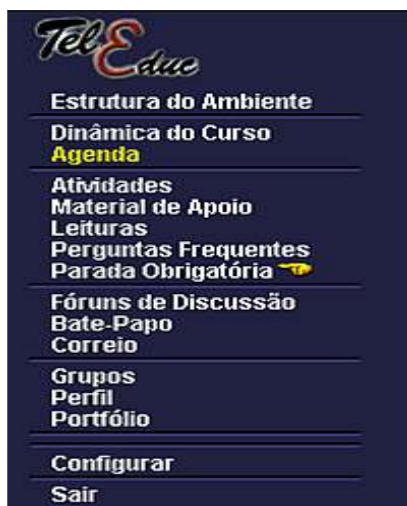 TelEduc
Estrutura do Ambiente
Dinâmica do Curso
Agenda
Atividades
Material de Apoio
Leituras
Perguntas Frequentes
Parada Obrigatória
Fóruns de Discussão
Bate-Papo
Correio
Grupos
Perfil
Portfólio
Configurar
Sair